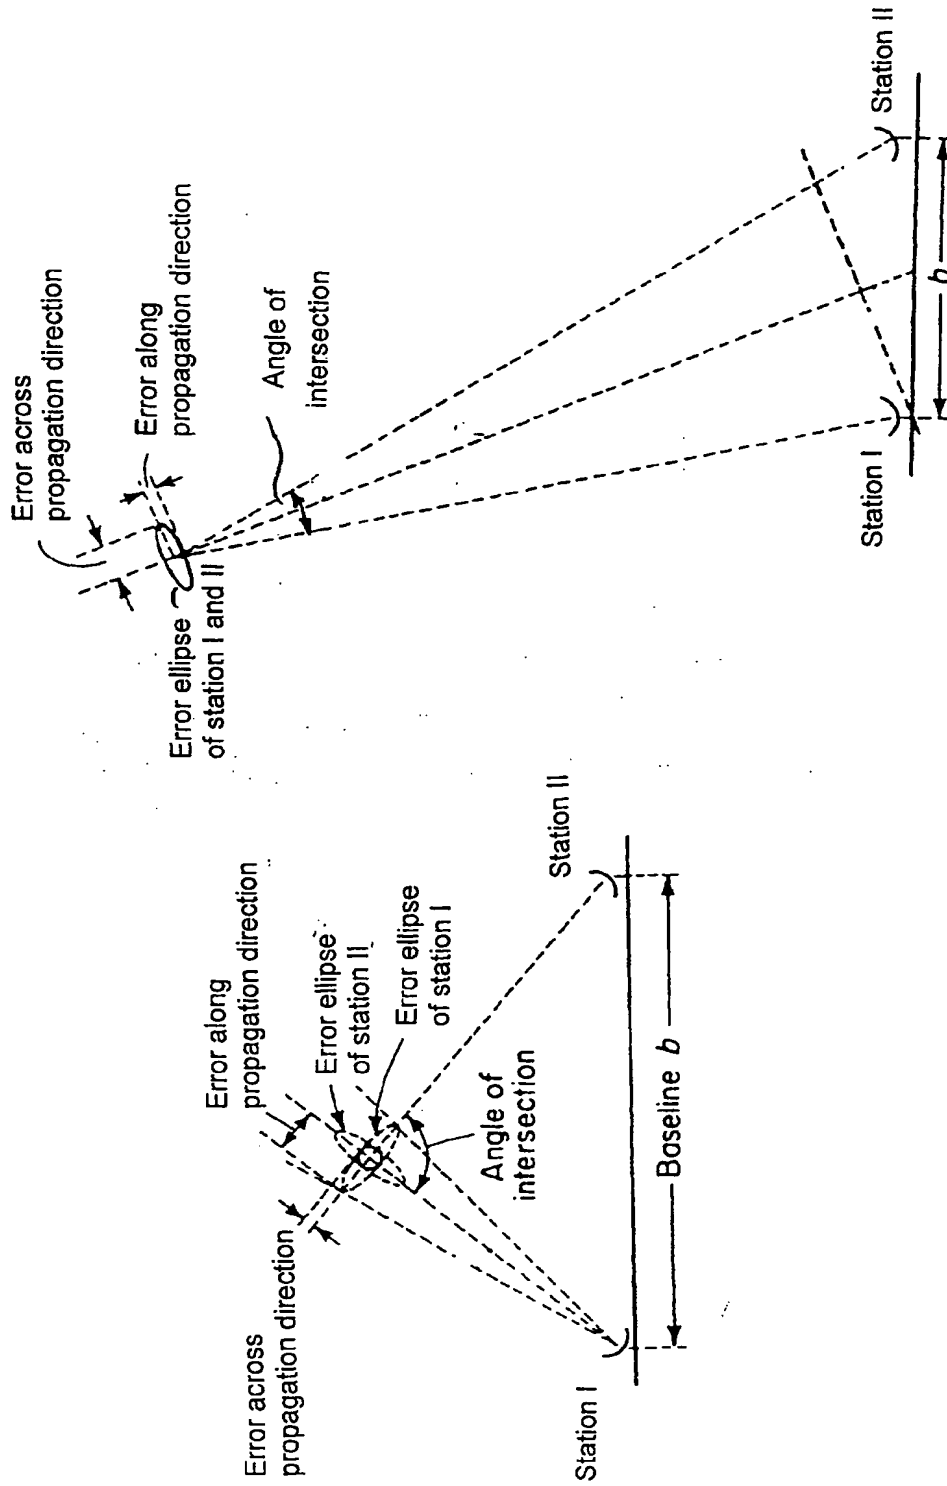 Error across
propagation direction
Error along
propagation direction
Error ellipse
of station II
Error ellipse
of station I
Angle of
intersection
Station I
Station II
Baseline b
Error across
propagation direction
Error along
propagation direction
Error ellipse
of station I and II
Angle of
intersection
Station I
Station II
b